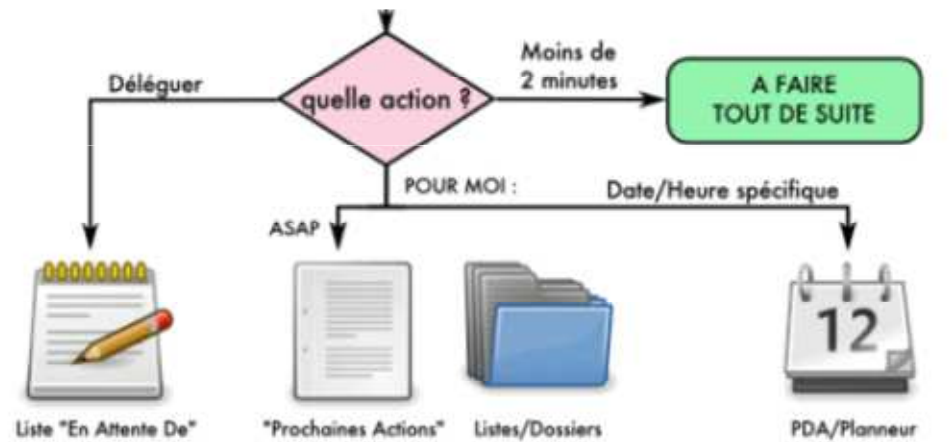 Déléguer
quelle action ?
Moins de
2 minutes
A FAIRE
TOUT DE SUITE
POUR MOI :
Date/Heure spécifique
ASAP
12
Liste "En Attente De"
"Prochaines Actions"
Listes/Dossiers
PDA/Planneur